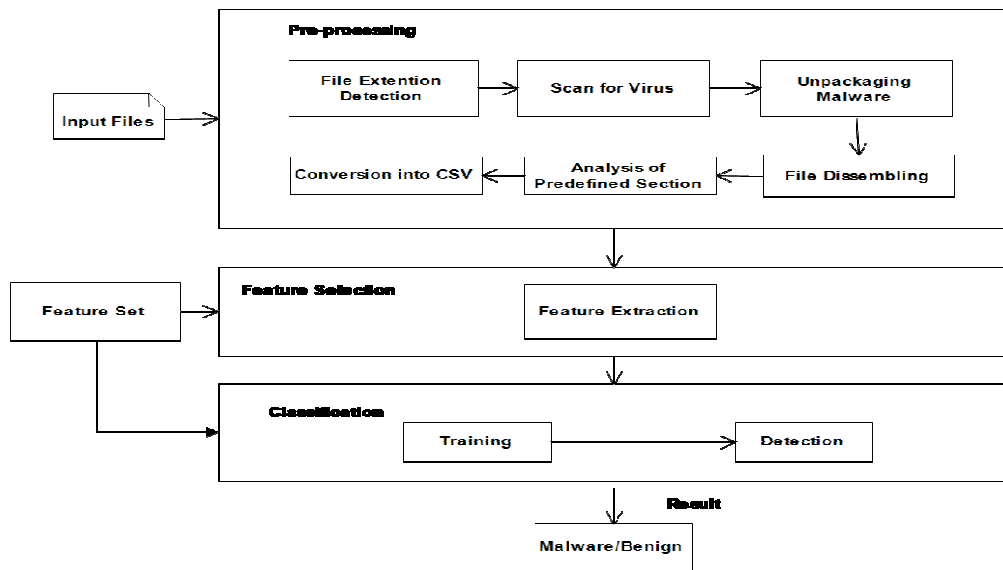 Pre-processing
File Extention
Detection
Scan for Virus
Unpackaging
Malware
Input Files
Conversion into CSV
Analysis of
Predefined Section
File Dissembling
Feature Selection
Feature Set
Feature Extraction
Classification
Training
Detection
Result
Malware/Benign